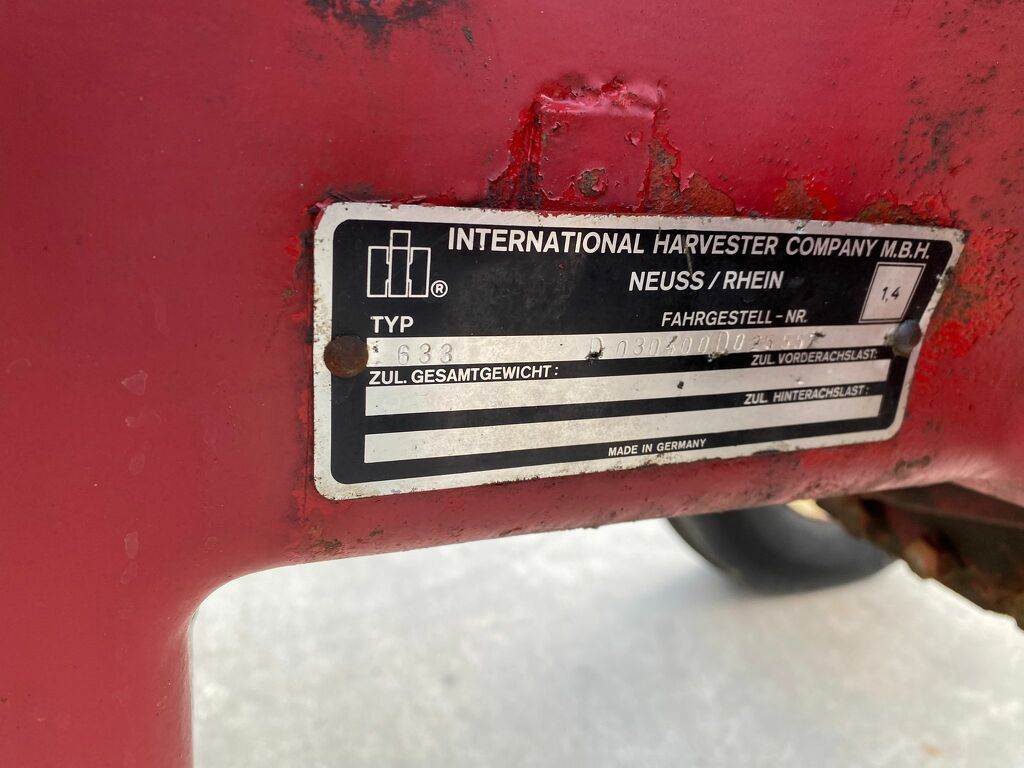 INTERNATIONAL HARVESTER COMPANY M.B.H.
NEUSS / RHEIN
®
1,4
TYP
FAHRGESTELL-NR.
633
ZUL. GESAMTGEWICHT:
ZUL. VORDERACHSLAST:
ZUL. HINTERACHSLAST:
MADE IN GERMANY